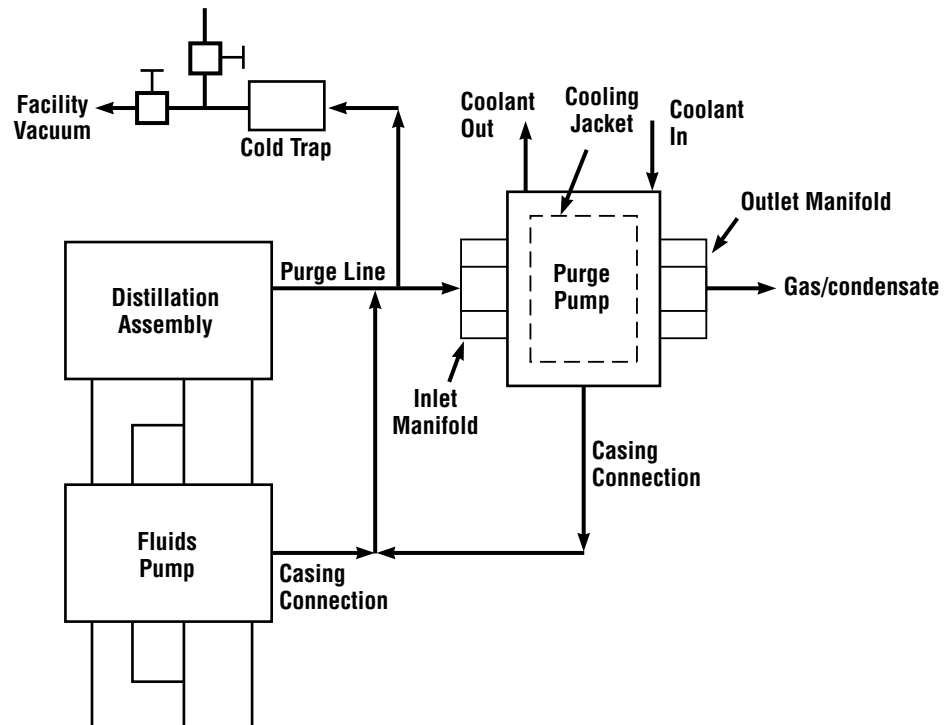 Facility
Vacuum
Cold Trap
Coolant
Out
Cooling
Jacket
Coolant
In
Outlet Manifold
Purge Line
Distillation
Assembly
Purge
Pump
Gas/condensate
Inlet
Manifold
Casing
Connection
Fluids
Pump
Casing
Connection